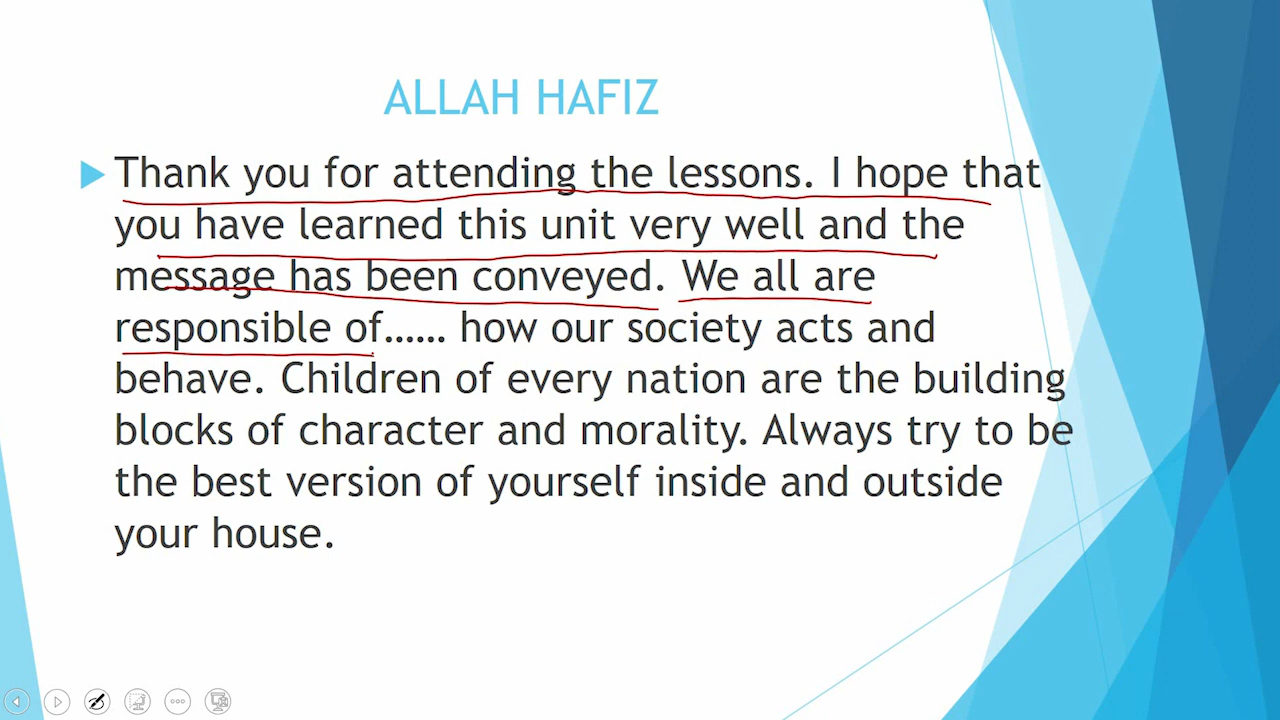 ALLAH HAFIZ
Thank you for attending the lessons. I hope that
you have learned this unit very well and the
message has been conveyed. We all are
responsible of…… how our society acts and
behave. Children of every nation are the building
blocks of character and morality. Always try to be
the best version of yourself inside and outside
your house.